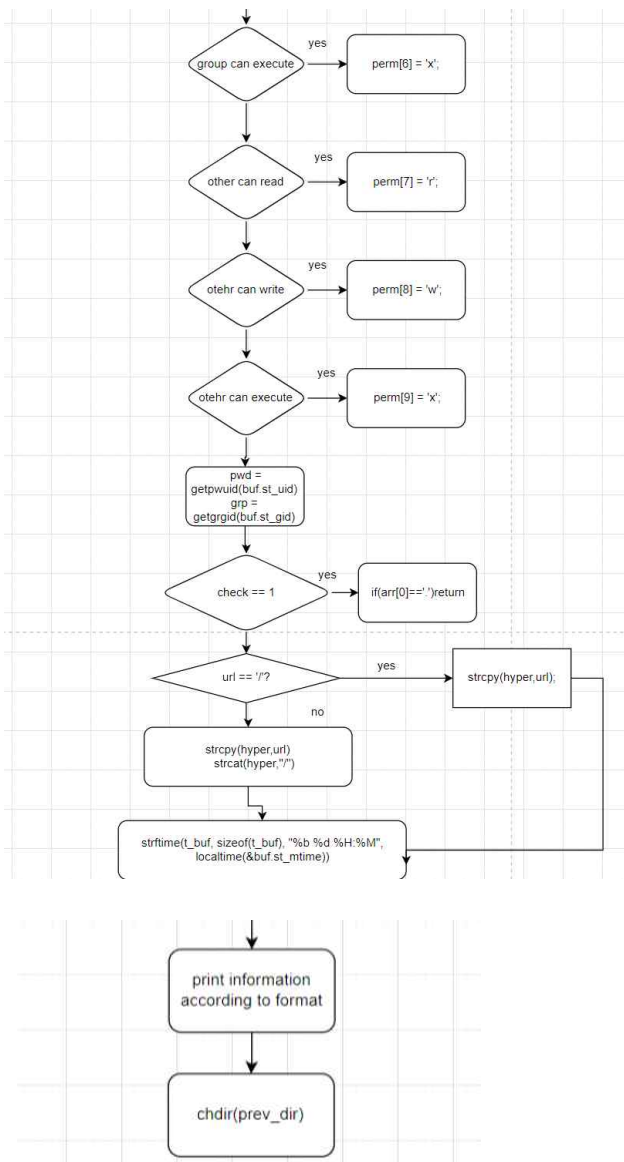 yes
group can execute
perm[6] = 'x';
yes
other can read
perm[7] = 'r';
yes
otehr can write
perm[8] = 'w';
yes
otehr can execute
perm[9] = 'x';
pwd =
getpwuid(buf.st_uid)
grp =
getgrgid(buf.st_gid)
yes
check == 1
if(arr[0]=='.')return
yes
url == '/'?
strcpy(hyper,url);
no
strcpy(hyper,url)
strcat(hyper,"/")
strftime(t_buf, sizeof(t_buf), "%b %d %H:%M",
localtime(&buf.st_mtime))
print information
according to format
chdir(prev_dir)